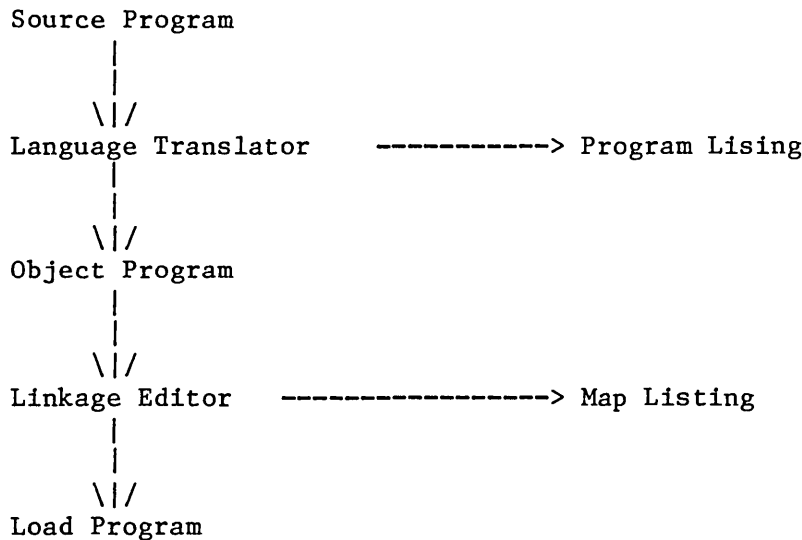 Source Program
|
|
\|/
Language Translator -----------> Program Lising
|
|
\|/
Object Program
|
|
\|/
Linkage Editor -----------------> Map Listing
|
|
\|/
Load Program